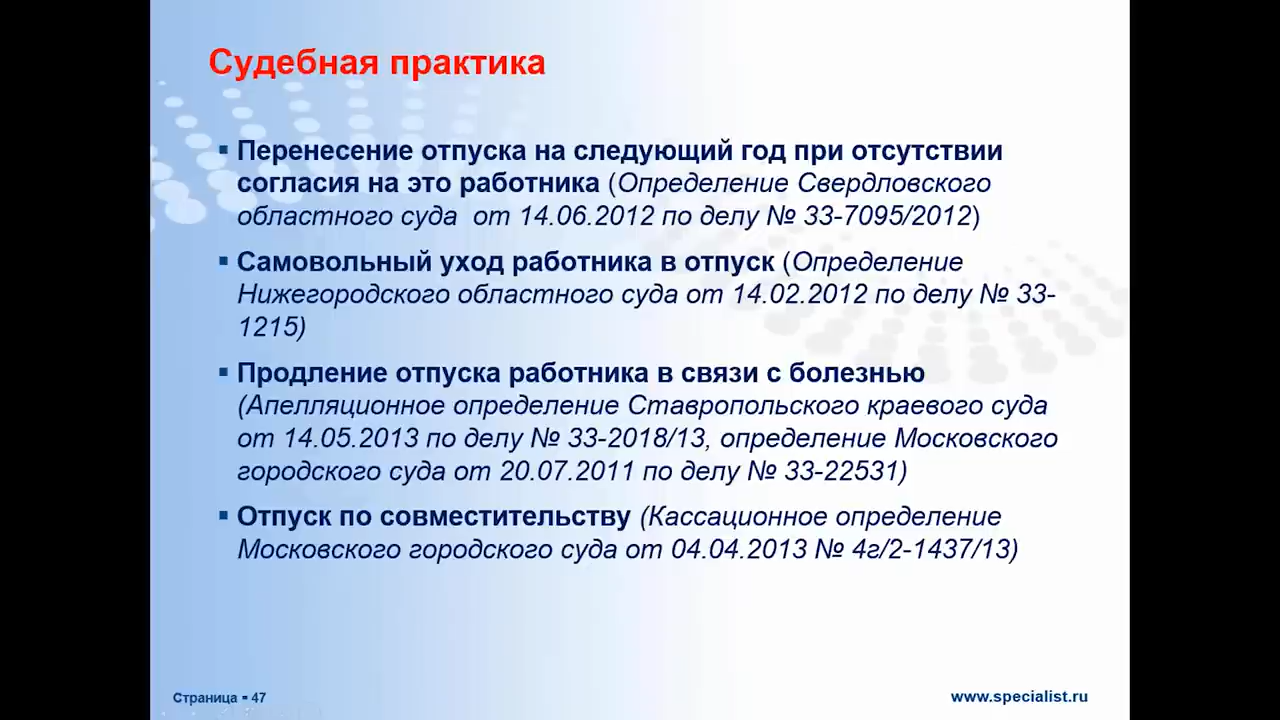 Судебная практика
▪ Перенесение отпуска на следующий год при отсутствии
согласия на это работника (Определение Свердловского
областного суда от 14.06.2012 по делу № 33-7095/2012)
▪ Самовольный уход работника в отпуск (Определение
Нижегородского областного суда от 14.02.2012 по делу № 33-
1215)
▪ Продление отпуска работника в связи с болезнью
(Апелляционное определение Ставропольского краевого суда
от 14.05.2013 по делу № 33-2018/13, определение Московского
городского суда от 20.07.2011 по делу № 33-22531)
▪ Отпуск по совместительству (Кассационное определение
Московского городского суда от 04.04.2013 № 4г/2-1437/13)
Страница ▪ 47
www.specialist.ru